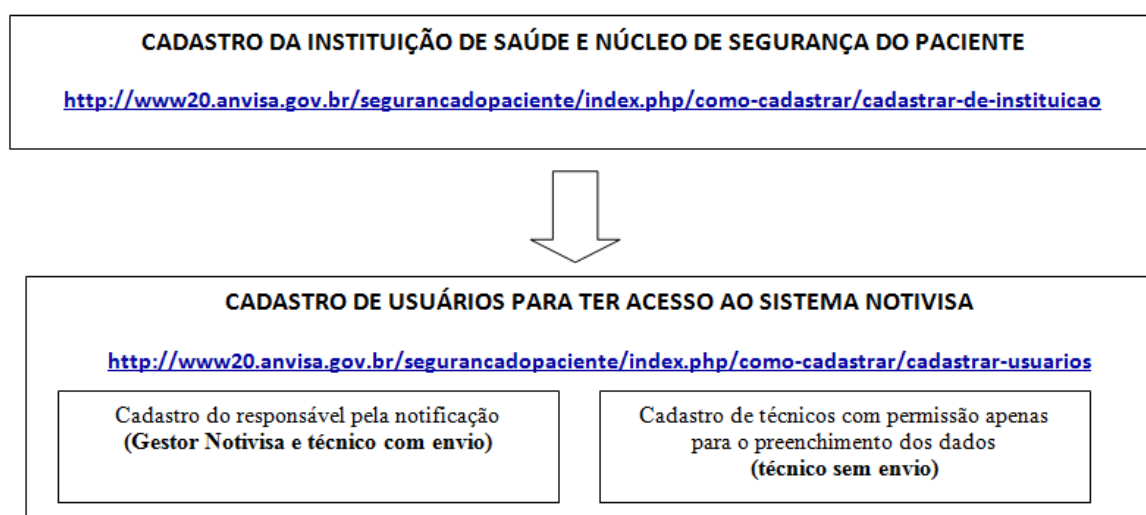 CADASTRO DA INSTITUIÇÃO DE SAÚDE E NÚCLEO DE SEGURANÇA DO PACIENTE
http://www20.anvisa.gov.br/segurancadopaciente/index.php/como-cadastrar/cadastrar-de-instituicao
CADASTRO DE USUÁRIOS PARA TER ACESSO AO SISTEMA NOTIVISA
http://www20.anvisa.gov.br/segurancadopaciente/index.php/como-cadastrar/cadastrar-usuarios
Cadastro do responsável pela notificação
(Gestor Notivisa e técnico com envio)
Cadastro de técnicos com permissão apenas
para o preenchimento dos dados
(técnico sem envio)